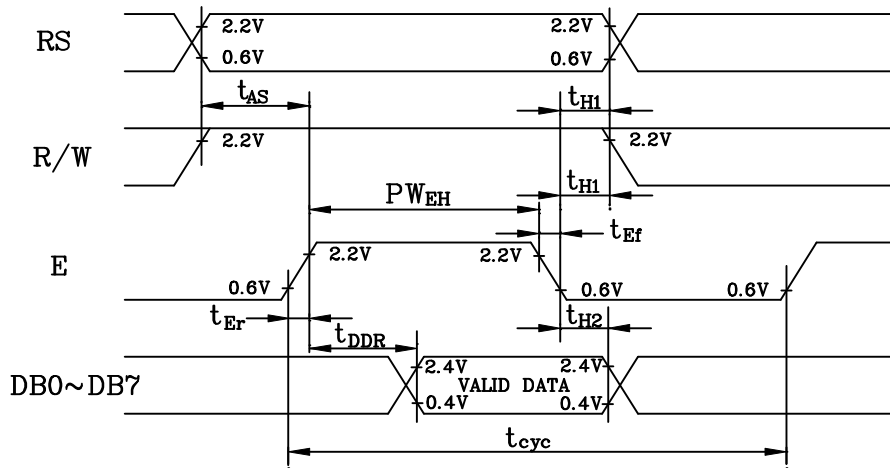 RS
2.2V
2.2V
0.6V
0.6V
tAS
tH1
R/W
2.2V
2.2V
tH1
PWEH
tEf
E
2.2V
2.2V
0.6V
0.6V
0.6V
tEr
tDDR
tH2
DB0~DB7
2.4V
VALID DATA
2.4V
0.4V
0.4V
tcyc